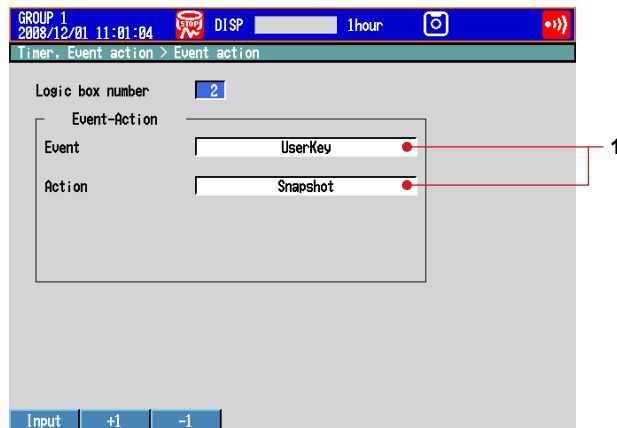 GROUP 1
2008/12/01 11:01:04
STOP
DISP
1hour
Timer, Event action > Event action
Logic box number 2
Event-Action
Event UserKey
1
Action Snapshot
Input +1 -1